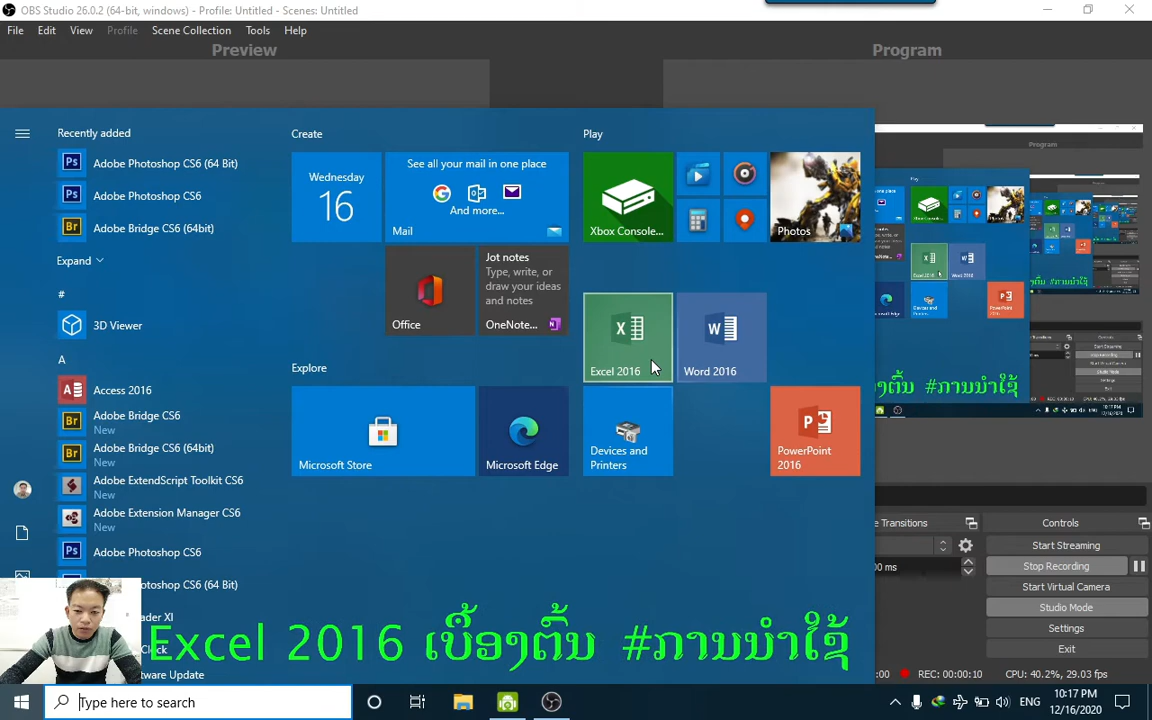 OBS Studio 26.0.2 (64-bit, windows) - Profile: Untitled - Scenes: Untitled
File Edit View Profile Scene Collection Tools Help
Preview
Program
Recently added
Adobe Photoshop CS6 (64 Bit)
Adobe Photoshop CS6
Adobe Bridge CS6 (64bit)
Expand
#
3D Viewer
A
Access 2016
Adobe Bridge CS6
New
Adobe Bridge CS6 (64bit)
New
Adobe ExtendScript Toolkit CS6
New
Adobe Extension Manager CS6
New
Adobe Photoshop CS6
otoshop CS6 (64 Bit)
ader XI
Clock
tware Update
Create
Wednesday
16
See all your mail in one place
And more...
Mail
Office
Jot notes
Type, write, or
draw your ideas
and notes
OneNote...
Explore
Microsoft Store
Microsoft Edge
Play
Xbox Console...
Photos
Excel 2016
Word 2016
Devices and
Printers
PowerPoint
2016
e Transitions
00 ms
Controls
Start Streaming
Stop Recording
Start Virtual Camera
Studio Mode
Settings
Exit
:00 REC: 00:00:10 CPU: 40.2%, 29.03 fps
Excel 2016 ເບື້ອງຕົ້ນ #ການນຳໃຊ້
Type here to search
ENG
10:17 PM
12/16/2020